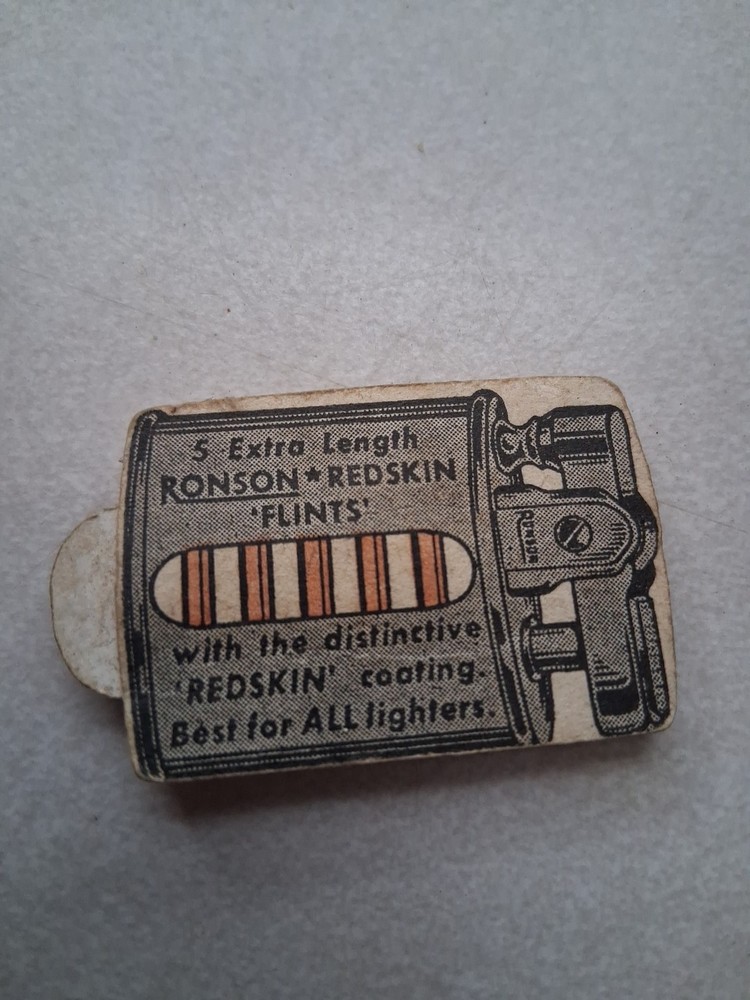 5 Extra Length
RONSON★REDSKIN
'FLINTS'
with the distinctive
'REDSKIN' coating.
Best for ALL lighters.
RONSON